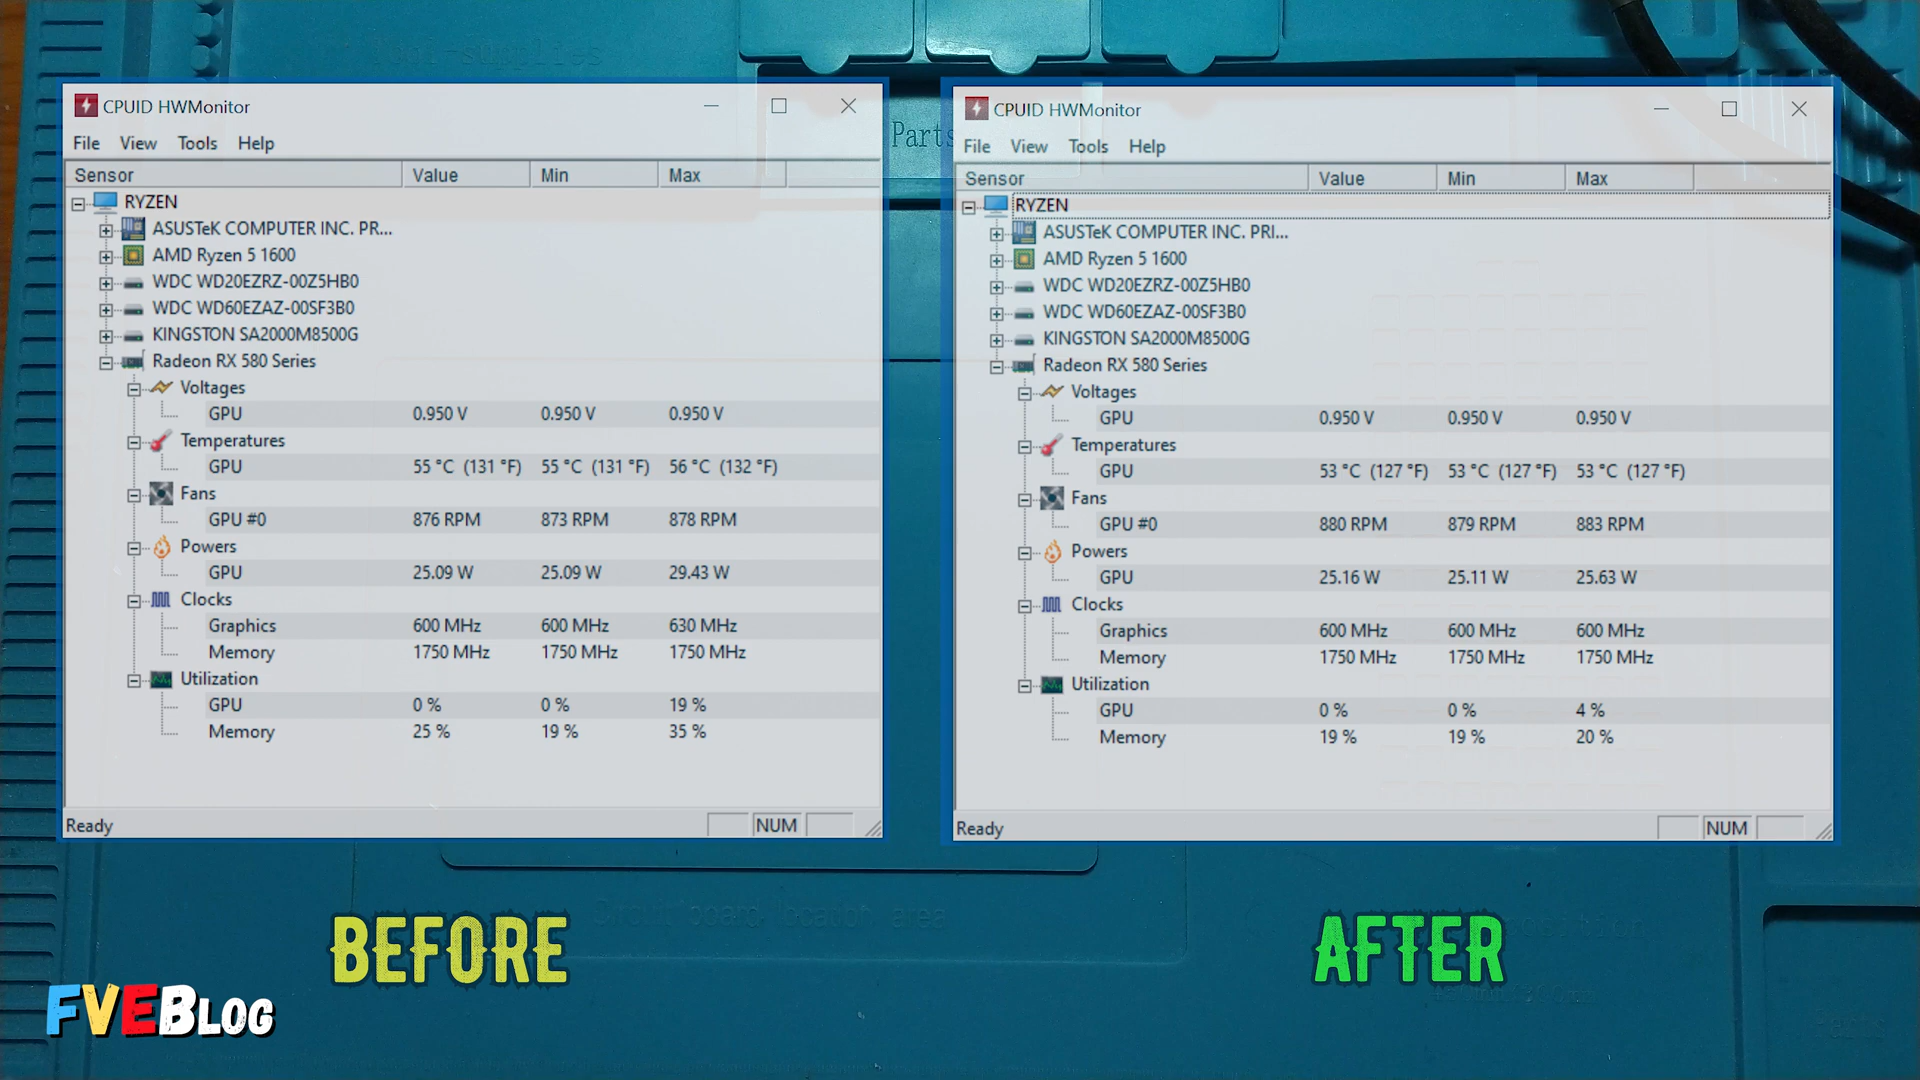 Tool-supplies
Parts
CPUID HWMonitor
File View Tools Help
Sensor Value Min Max
RYZEN
ASUSTeK COMPUTER INC. PR...
AMD Ryzen 5 1600
WDC WD20EZRZ-00Z5HB0
WDC WD60EZAZ-00SF3B0
KINGSTON SA2000M8500G
Radeon RX 580 Series
Voltages
GPU 0.950 V 0.950 V 0.950 V
Temperatures
GPU 55 °C (131 °F) 55 °C (131 °F) 56 °C (132 °F)
Fans
GPU #0 876 RPM 873 RPM 878 RPM
Powers
GPU 25.09 W 25.09 W 29.43 W
Clocks
Graphics 600 MHz 600 MHz 630 MHz
Memory 1750 MHz 1750 MHz 1750 MHz
Utilization
GPU 0 % 0 % 19 %
Memory 25 % 19 % 35 %
Ready NUM
CPUID HWMonitor
File View Tools Help
Sensor Value Min Max
RYZEN
ASUSTeK COMPUTER INC. PRI...
AMD Ryzen 5 1600
WDC WD20EZRZ-00Z5HB0
WDC WD60EZAZ-00SF3B0
KINGSTON SA2000M8500G
Radeon RX 580 Series
Voltages
GPU 0.950 V 0.950 V 0.950 V
Temperatures
GPU 53 °C (127 °F) 53 °C (127 °F) 53 °C (127 °F)
Fans
GPU #0 880 RPM 879 RPM 883 RPM
Powers
GPU 25.16 W 25.11 W 25.63 W
Clocks
Graphics 600 MHz 600 MHz 600 MHz
Memory 1750 MHz 1750 MHz 1750 MHz
Utilization
GPU 0 % 0 % 4 %
Memory 19 % 19 % 20 %
Ready NUM
BEFORE
AFTER
FVEBLOG
Parts